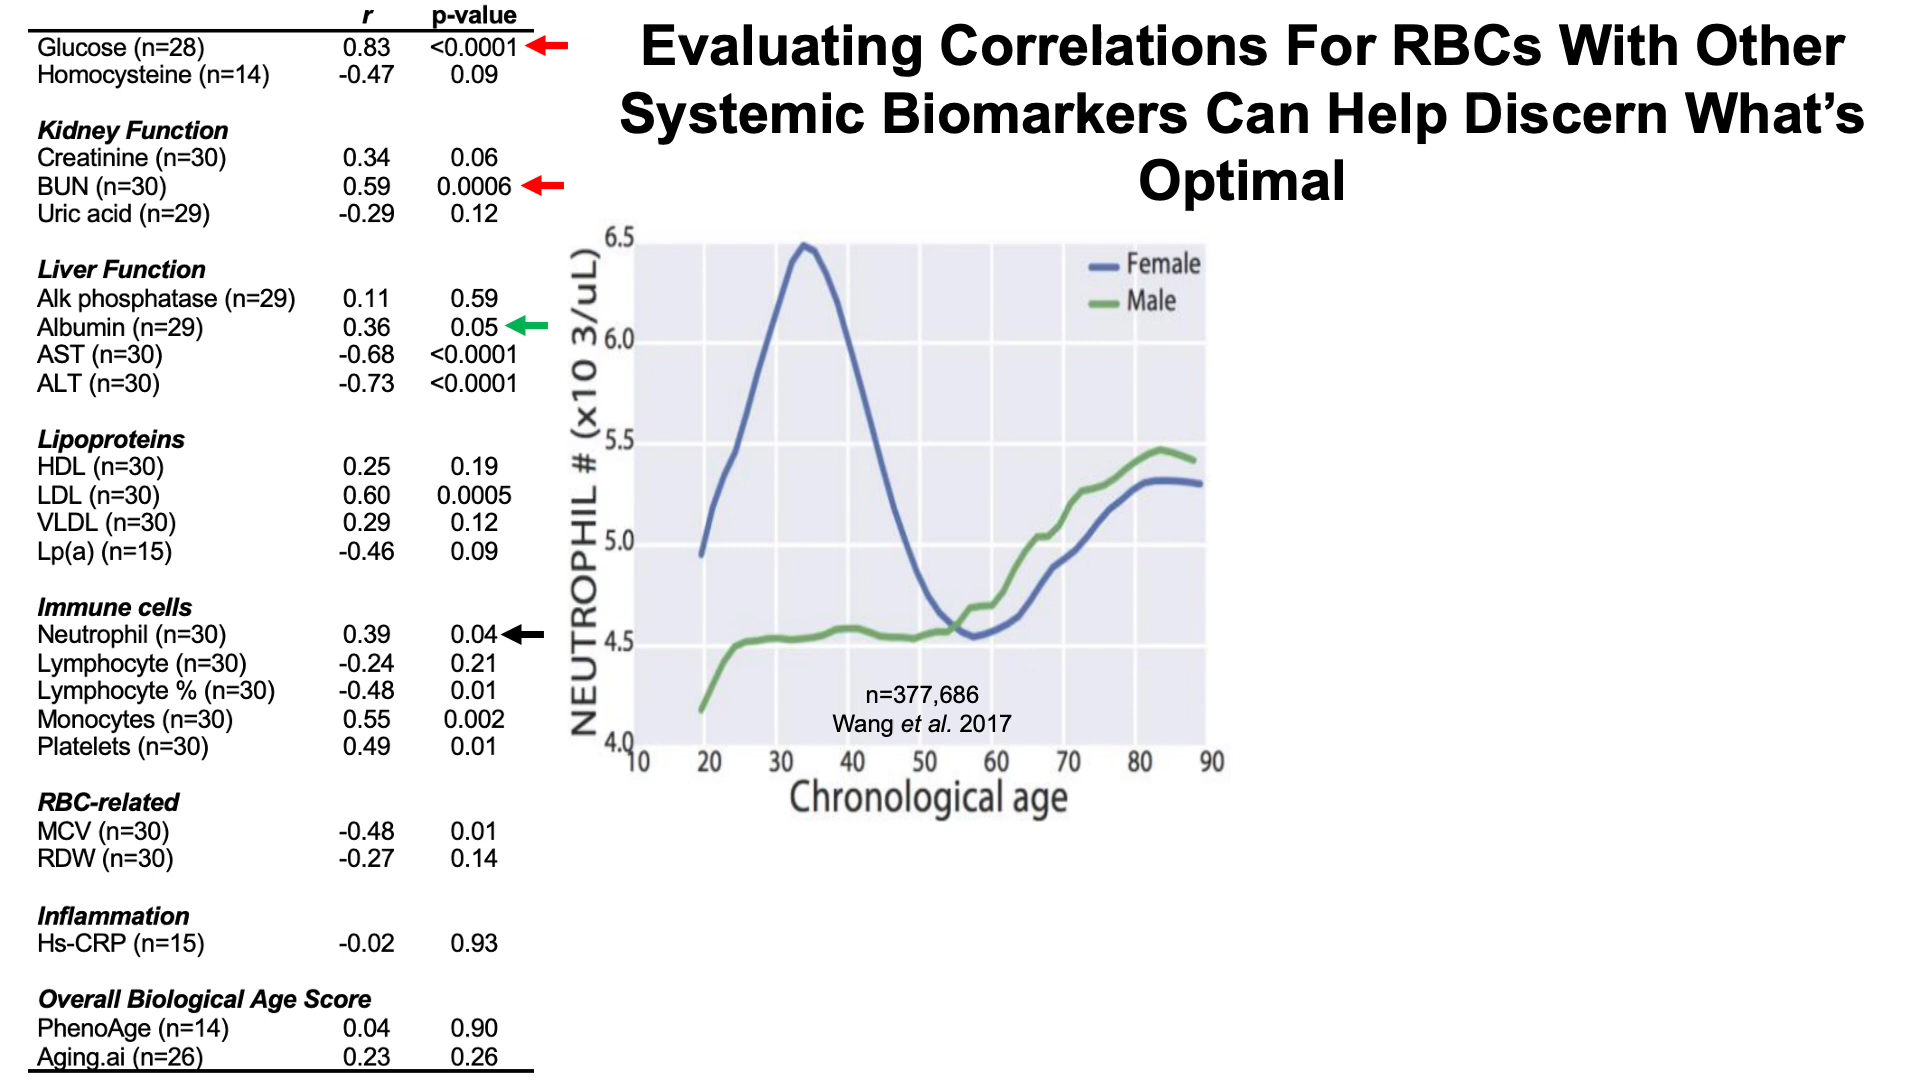 r p-value
Glucose (n=28) 0.83 <0.0001
Homocysteine (n=14) -0.47 0.09
Kidney Function
Creatinine (n=30) 0.34 0.06
BUN (n=30) 0.59 0.0006
Uric acid (n=29) -0.29 0.12
Liver Function
Alk phosphatase (n=29) 0.11 0.59
Albumin (n=29) 0.36 0.05
AST (n=30) -0.68 <0.0001
ALT (n=30) -0.73 <0.0001
Lipoproteins
HDL (n=30) 0.25 0.19
LDL (n=30) 0.60 0.0005
VLDL (n=30) 0.29 0.12
Lp(a) (n=15) -0.46 0.09
Immune cells
Neutrophil (n=30) 0.39 0.04
Lymphocyte (n=30) -0.24 0.21
Lymphocyte % (n=30) -0.48 0.01
Monocytes (n=30) 0.55 0.002
Platelets (n=30) 0.49 0.01
RBC-related
MCV (n=30) -0.48 0.01
RDW (n=30) -0.27 0.14
Inflammation
Hs-CRP (n=15) -0.02 0.93
Overall Biological Age Score
PhenoAge (n=14) 0.04 0.90
Aging.ai (n=26) 0.23 0.26
Evaluating Correlations For RBCs With Other
Systemic Biomarkers Can Help Discern What’s
Optimal
NEUTROPHIL # (x10 3/uL)
6.5
6.0
5.5
5.0
4.5
4.0
Female
Male
n=377,686
Wang et al. 2017
10 20 30 40 50 60 70 80 90
Chronological age